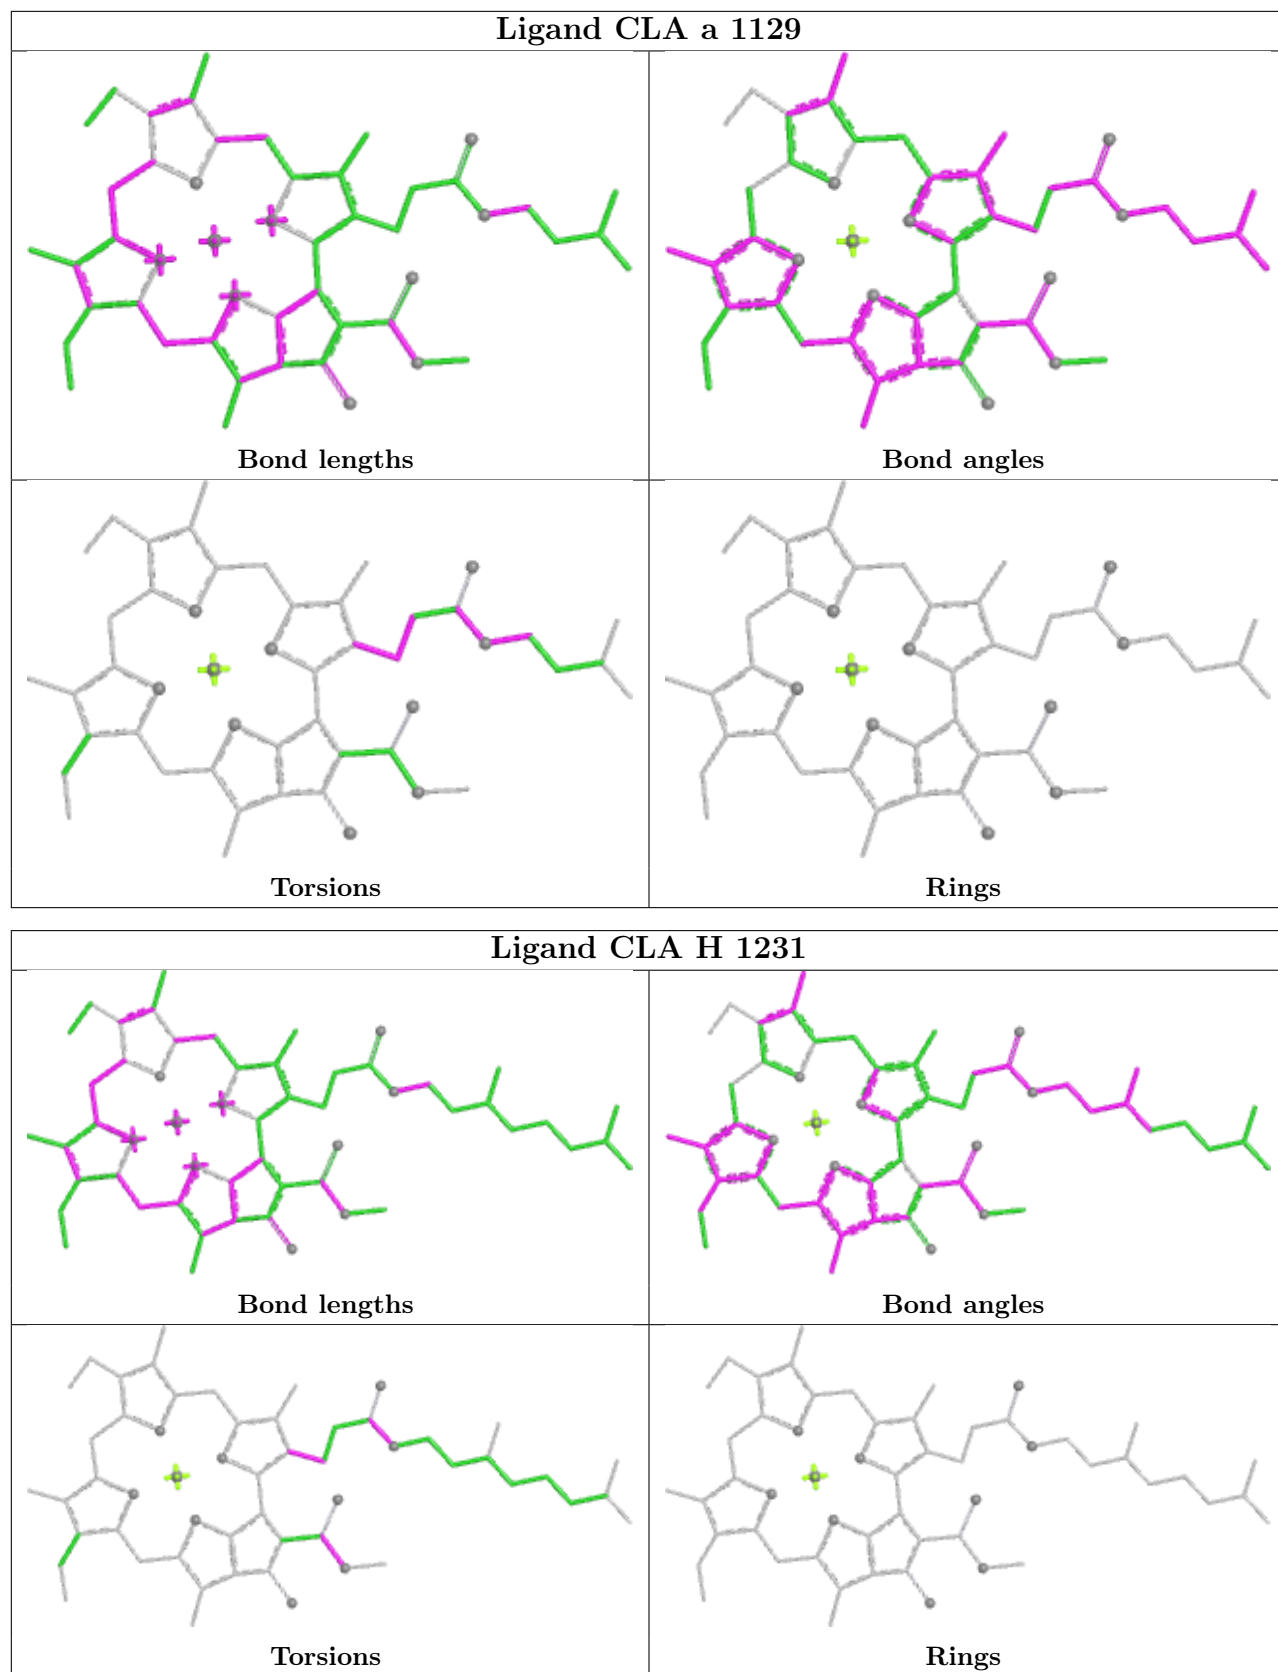 Ligand CLA a 1129
Bond lengths
Bond angles
Torsions
Rings
Ligand CLA H 1231
Bond lengths
Bond angles
Torsions
Rings